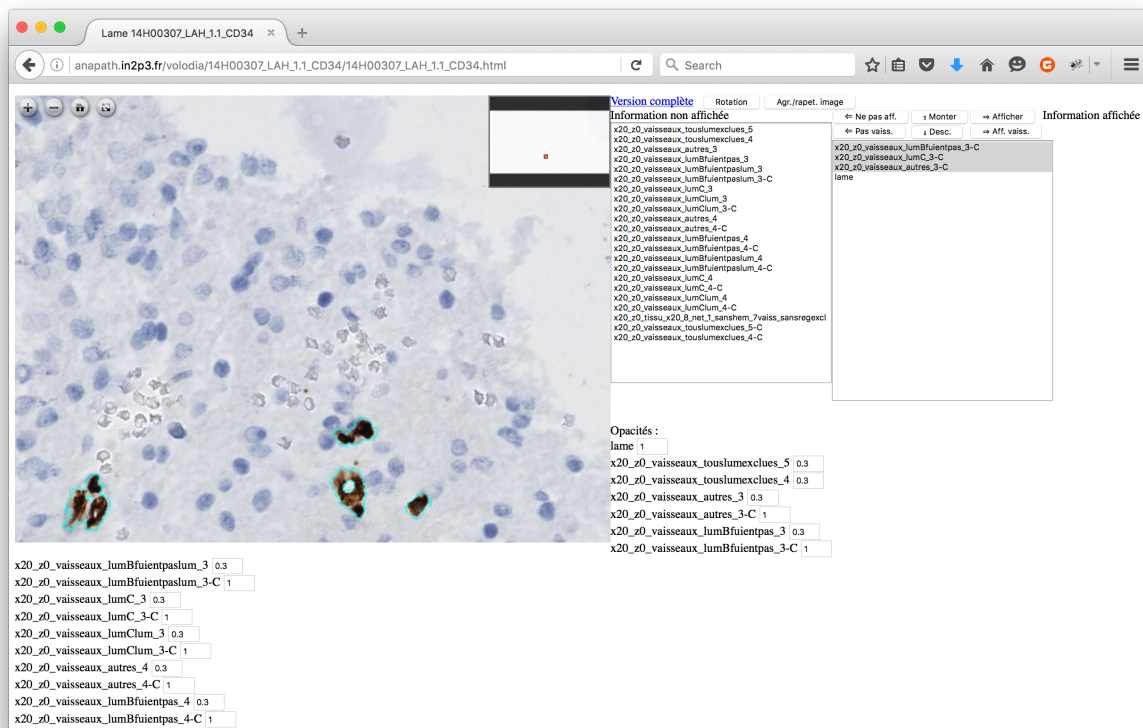 Lame 14H00307_LAH_1.1_CD34 × +
anapath.in2p3.fr/volodia/14H00307_LAH_1.1_CD34/14H00307_LAH_1.1_CD34.html
Search
Version complète Rotation Agr./rapet. image
Information non affichée
⇐ Ne pas aff. ↑ Monter ⇒ Afficher Information affichée
⇐ Pas vaiss. ↓ Desc. ⇒ Aff. vaiss.
x20_z0_vaisseaux_touslumexclues_5
x20_z0_vaisseaux_touslumexclues_4
x20_z0_vaisseaux_autres_3
x20_z0_vaisseaux_lumBfuientpas_3
x20_z0_vaisseaux_lumBfuientpaslum_3
x20_z0_vaisseaux_lumBfuientpaslum_3-C
x20_z0_vaisseaux_lumC_3
x20_z0_vaisseaux_lumClum_3
x20_z0_vaisseaux_lumClum_3-C
x20_z0_vaisseaux_autres_4
x20_z0_vaisseaux_autres_4-C
x20_z0_vaisseaux_lumBfuientpas_4
x20_z0_vaisseaux_lumBfuientpas_4-C
x20_z0_vaisseaux_lumBfuientpaslum_4
x20_z0_vaisseaux_lumBfuientpaslum_4-C
x20_z0_vaisseaux_lumC_4
x20_z0_vaisseaux_lumC_4-C
x20_z0_vaisseaux_lumClum_4
x20_z0_vaisseaux_lumClum_4-C
x20_z0_tissu_x20_8_net_1_sanshem_7vaiss_sansregexcl
x20_z0_vaisseaux_touslumexclues_5-C
x20_z0_vaisseaux_touslumexclues_4-C
x20_z0_vaisseaux_lumBfuientpas_3-C
x20_z0_vaisseaux_lumC_3-C
x20_z0_vaisseaux_autres_3-C
lame
Opacités :
lame 1
x20_z0_vaisseaux_touslumexclues_5 0.3
x20_z0_vaisseaux_touslumexclues_4 0.3
x20_z0_vaisseaux_autres_3 0.3
x20_z0_vaisseaux_autres_3-C 1
x20_z0_vaisseaux_lumBfuientpas_3 0.3
x20_z0_vaisseaux_lumBfuientpas_3-C 1
x20_z0_vaisseaux_lumBfuientpaslum_3 0.3
x20_z0_vaisseaux_lumBfuientpaslum_3-C 1
x20_z0_vaisseaux_lumC_3 0.3
x20_z0_vaisseaux_lumC_3-C 1
x20_z0_vaisseaux_lumClum_3 0.3
x20_z0_vaisseaux_lumClum_3-C 1
x20_z0_vaisseaux_autres_4 0.3
x20_z0_vaisseaux_autres_4-C 1
x20_z0_vaisseaux_lumBfuientpas_4 0.3
x20_z0_vaisseaux_lumBfuientpas_4-C 1